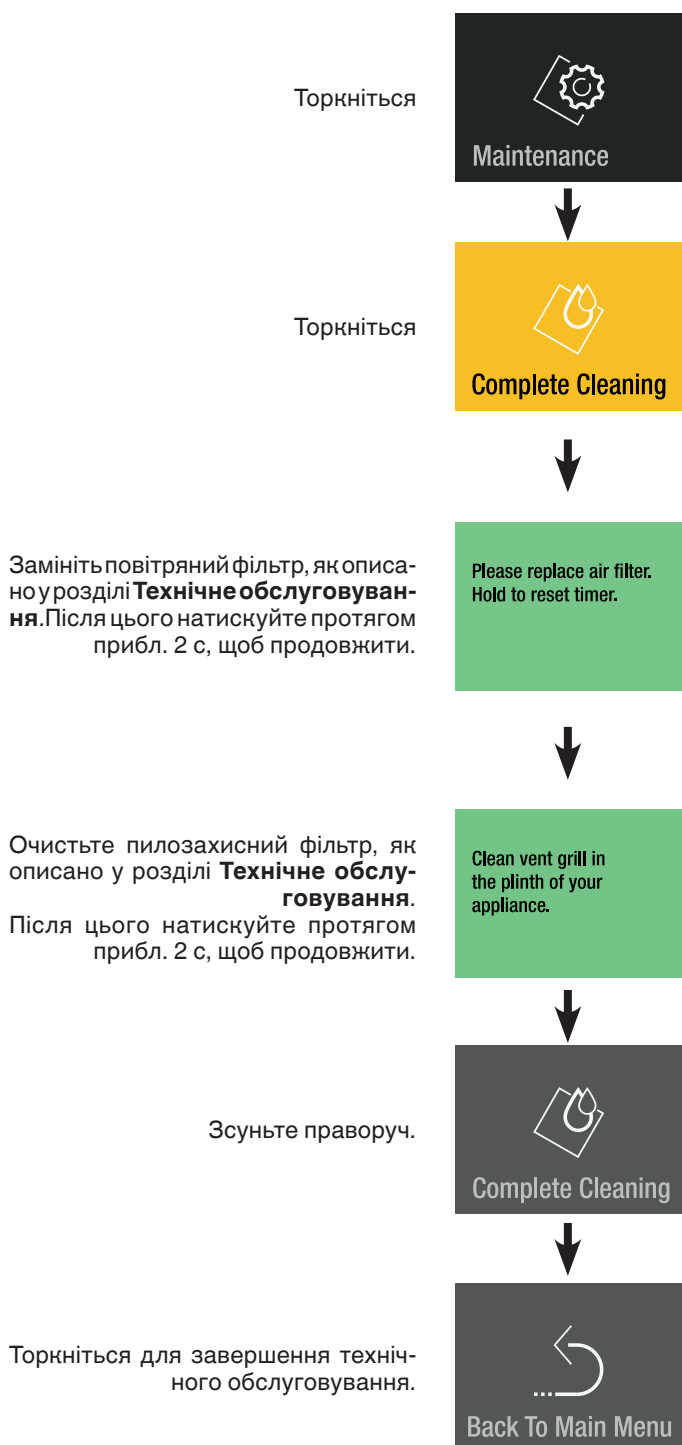 Торкніться
Maintenance
Торкніться
Complete Cleaning
Замініть повітряний фільтр, як описа-
но у розділі Технічне обслуговуван-
ня. Після цього натискуйте протягом
прибл. 2 с, щоб продовжити.
Please replace air filter.
Hold to reset timer.
Очистьте пилозахисний фільтр, як
описано у розділі Технічне обслу-
говування.
Після цього натискуйте протягом
прибл. 2 с, щоб продовжити.
Clean vent grill in
the plinth of your
appliance.
Зсуньте праворуч.
Complete Cleaning
Торкніться для завершення техніч-
ного обслуговування.
Back To Main Menu